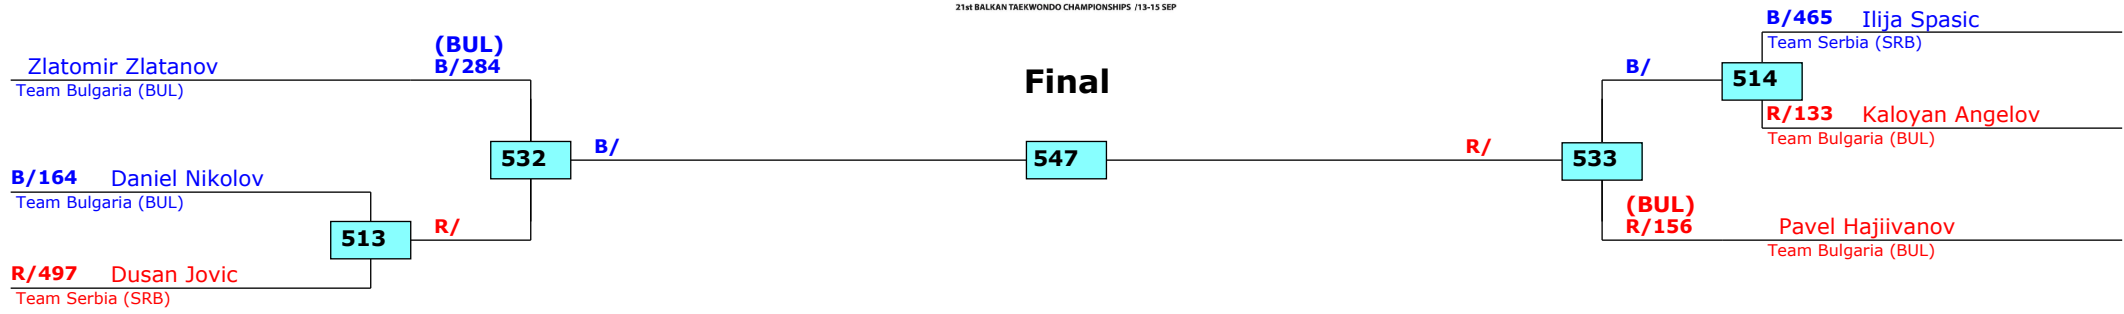 21st BALKAN TAEKWONDO CHAMPIONSHIPS /13-15 SEP
Final
(BUL)
Zlatomir Zlatanov B/284
Team Bulgaria (BUL)
532
B/
B/164 Daniel Nikolov
Team Bulgaria (BUL)
513
R/
R/497 Dusan Jovic
Team Serbia (SRB)
547
B/465 Ilija Spasic
Team Serbia (SRB)
B/
514
R/133 Kaloyan Angelov
Team Bulgaria (BUL)
R/
533
(BUL)
R/156 Pavel Hajiivanov
Team Bulgaria (BUL)